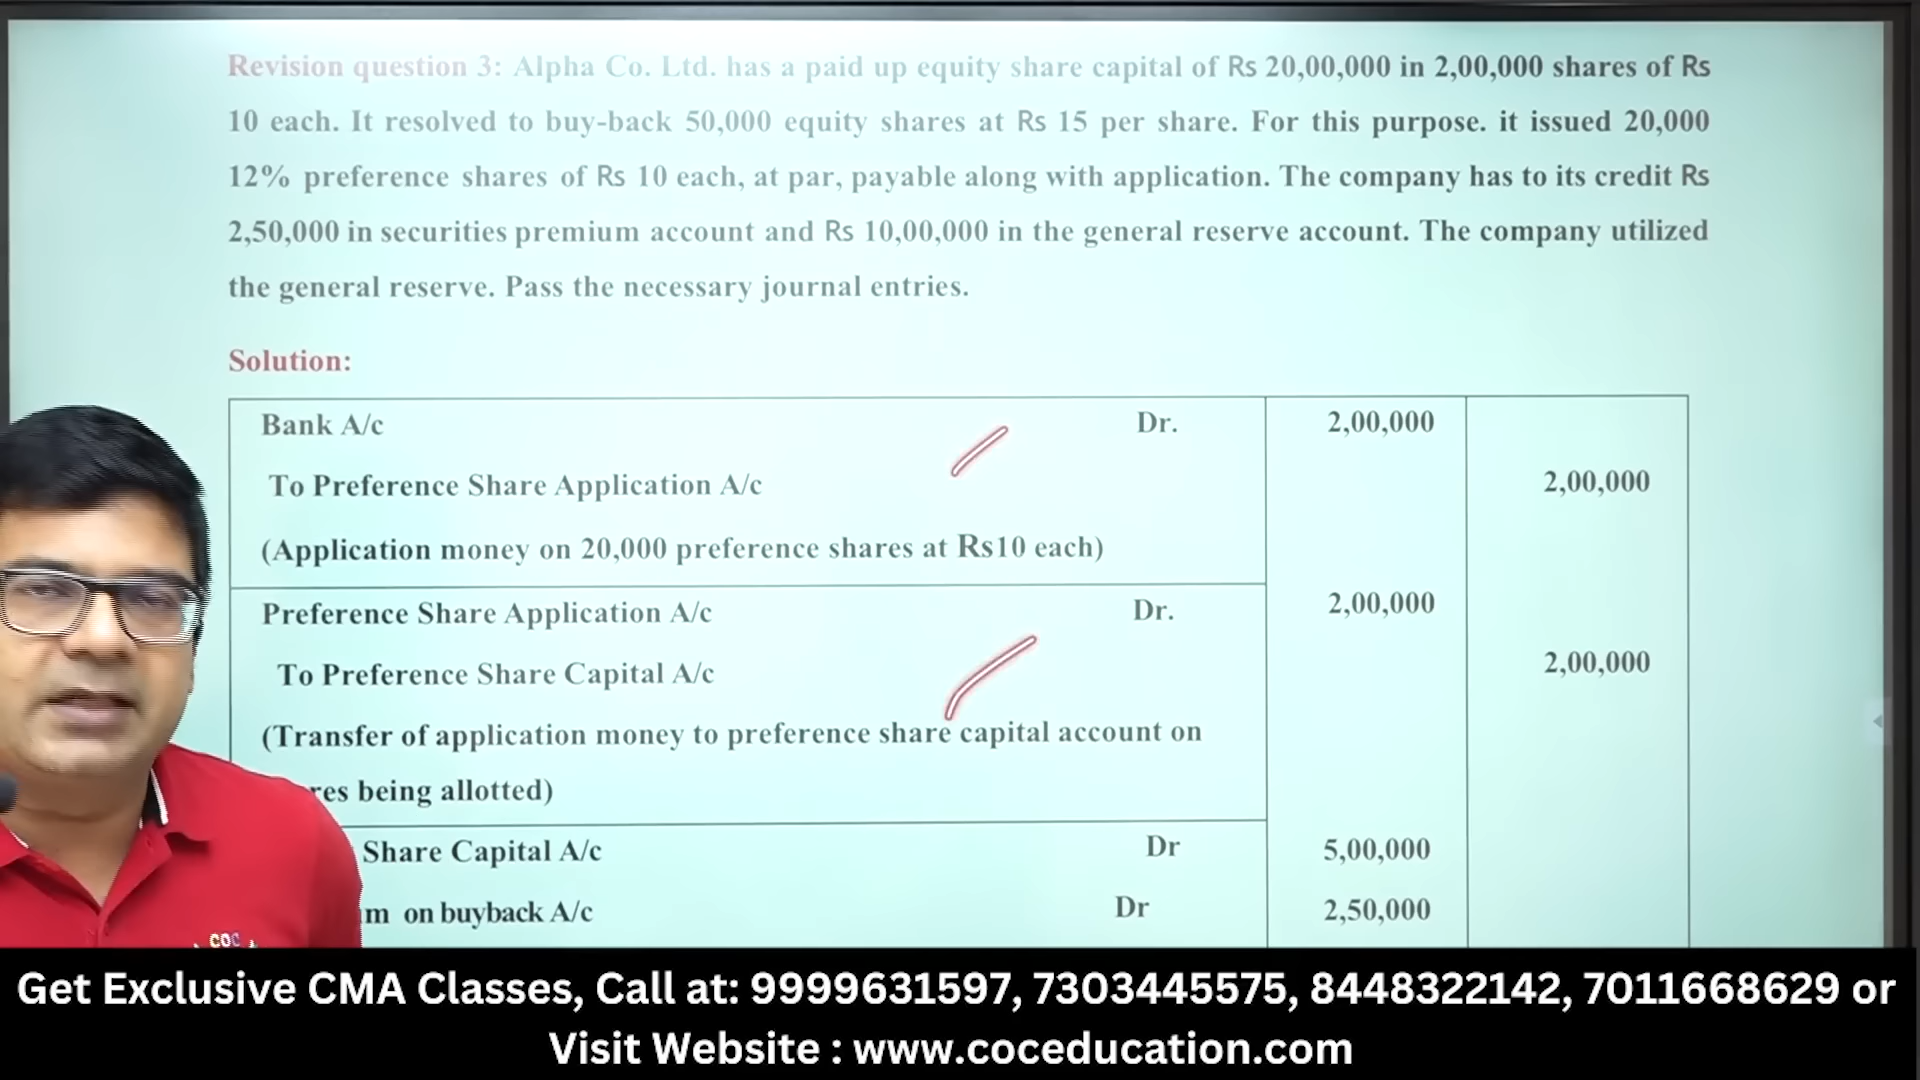 Revision question 3: Alpha Co. Ltd. has a paid up equity share capital of Rs 20,00,000 in 2,00,000 shares of Rs
10 each. It resolved to buy-back 50,000 equity shares at Rs 15 per share. For this purpose. it issued 20,000
12% preference shares of Rs 10 each, at par, payable along with application. The company has to its credit Rs
2,50,000 in securities premium account and Rs 10,00,000 in the general reserve account. The company utilized
the general reserve. Pass the necessary journal entries.
Solution:
Bank A/c Dr. 2,00,000
To Preference Share Application A/c 2,00,000
(Application money on 20,000 preference shares at Rs10 each)
Preference Share Application A/c Dr. 2,00,000
To Preference Share Capital A/c 2,00,000
(Transfer of application money to preference share capital account on
res being allotted)
Share Capital A/c Dr 5,00,000
m on buyback A/c Dr 2,50,000
COC
Get Exclusive CMA Classes, Call at: 9999631597, 7303445575, 8448322142, 7011668629 or
Visit Website : www.coceducation.com